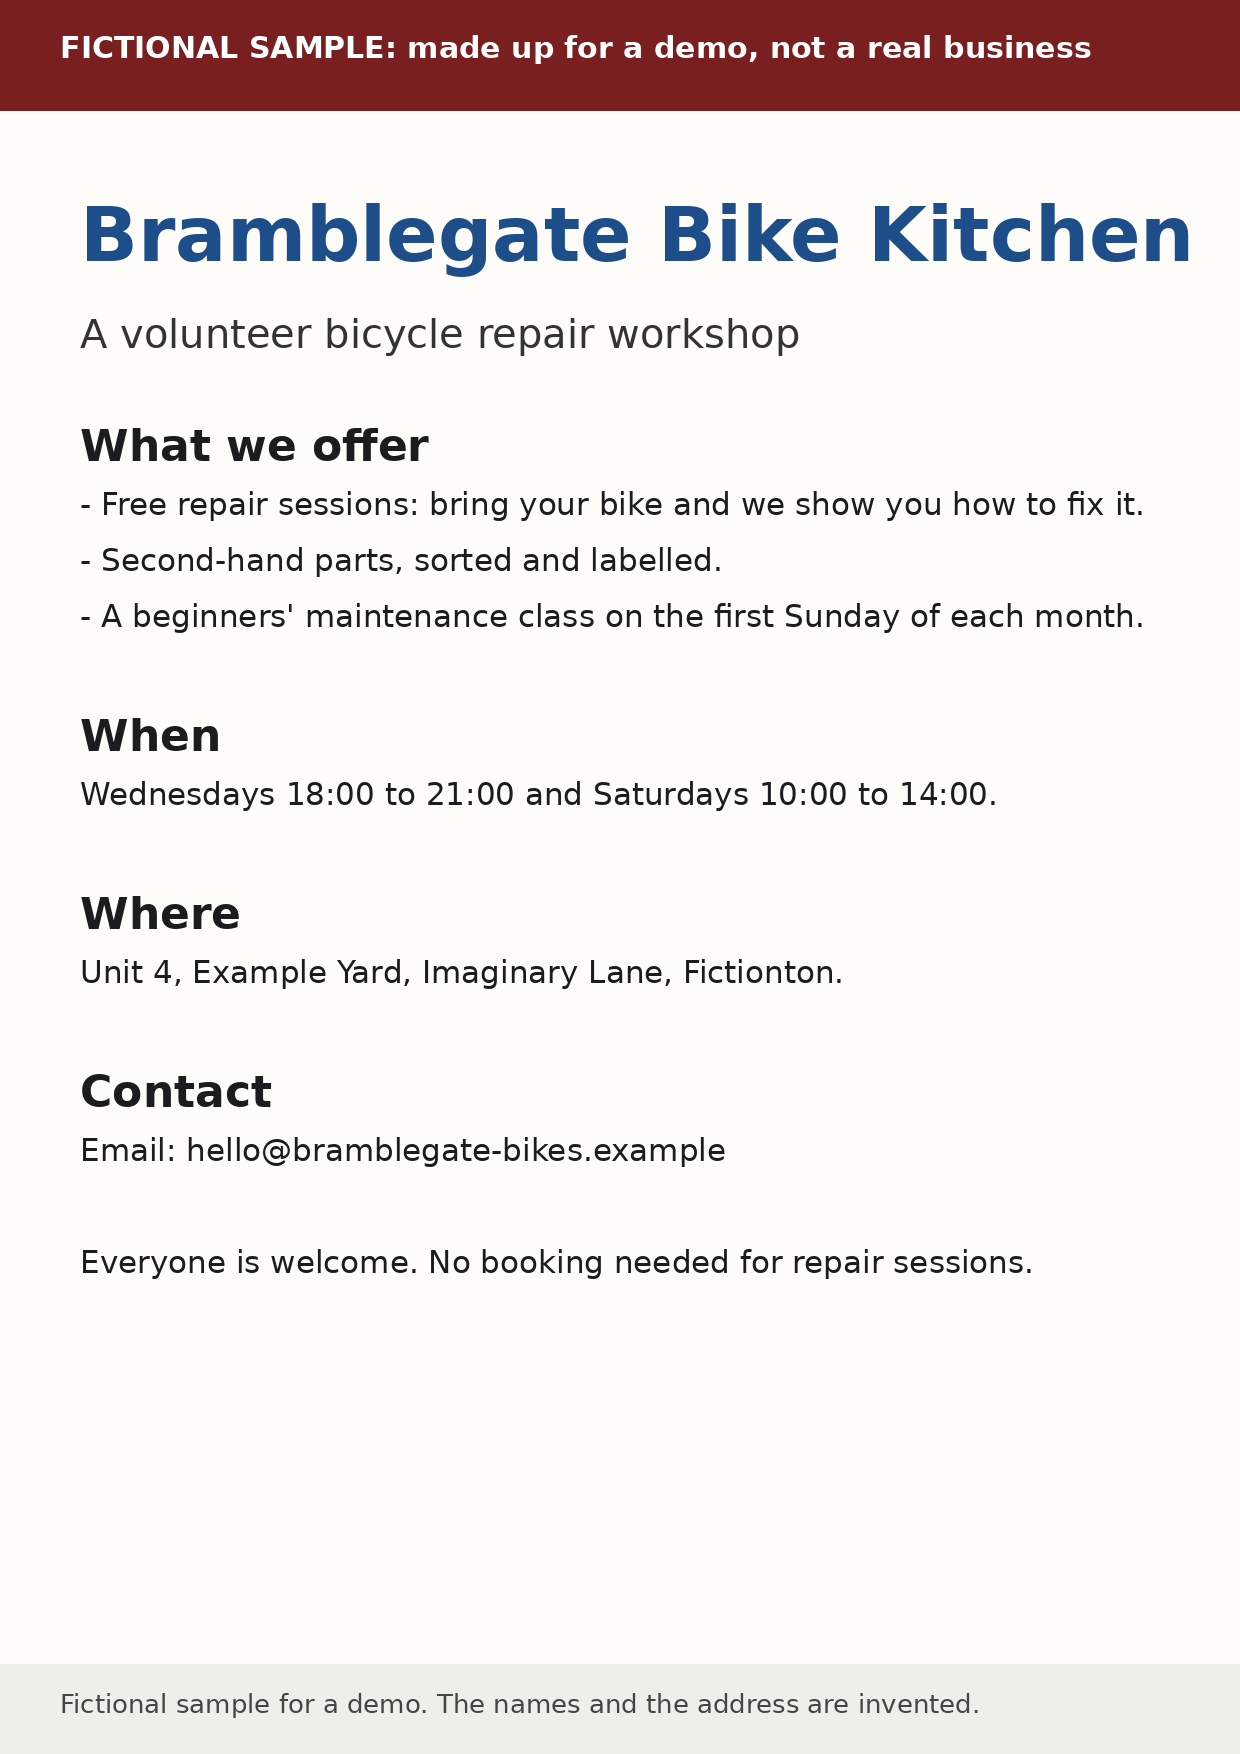 FICTIONAL SAMPLE: made up for a demo, not a real business
Bramblegate Bike Kitchen
A volunteer bicycle repair workshop
What we offer
- Free repair sessions: bring your bike and we show you how to fix it.
- Second-hand parts, sorted and labelled.
- A beginners' maintenance class on the first Sunday of each month.
When
Wednesdays 18:00 to 21:00 and Saturdays 10:00 to 14:00.
Where
Unit 4, Example Yard, Imaginary Lane, Fictionton.
Contact
Email: hello@bramblegate-bikes.example
Everyone is welcome. No booking needed for repair sessions.
Fictional sample for a demo. The names and the address are invented.